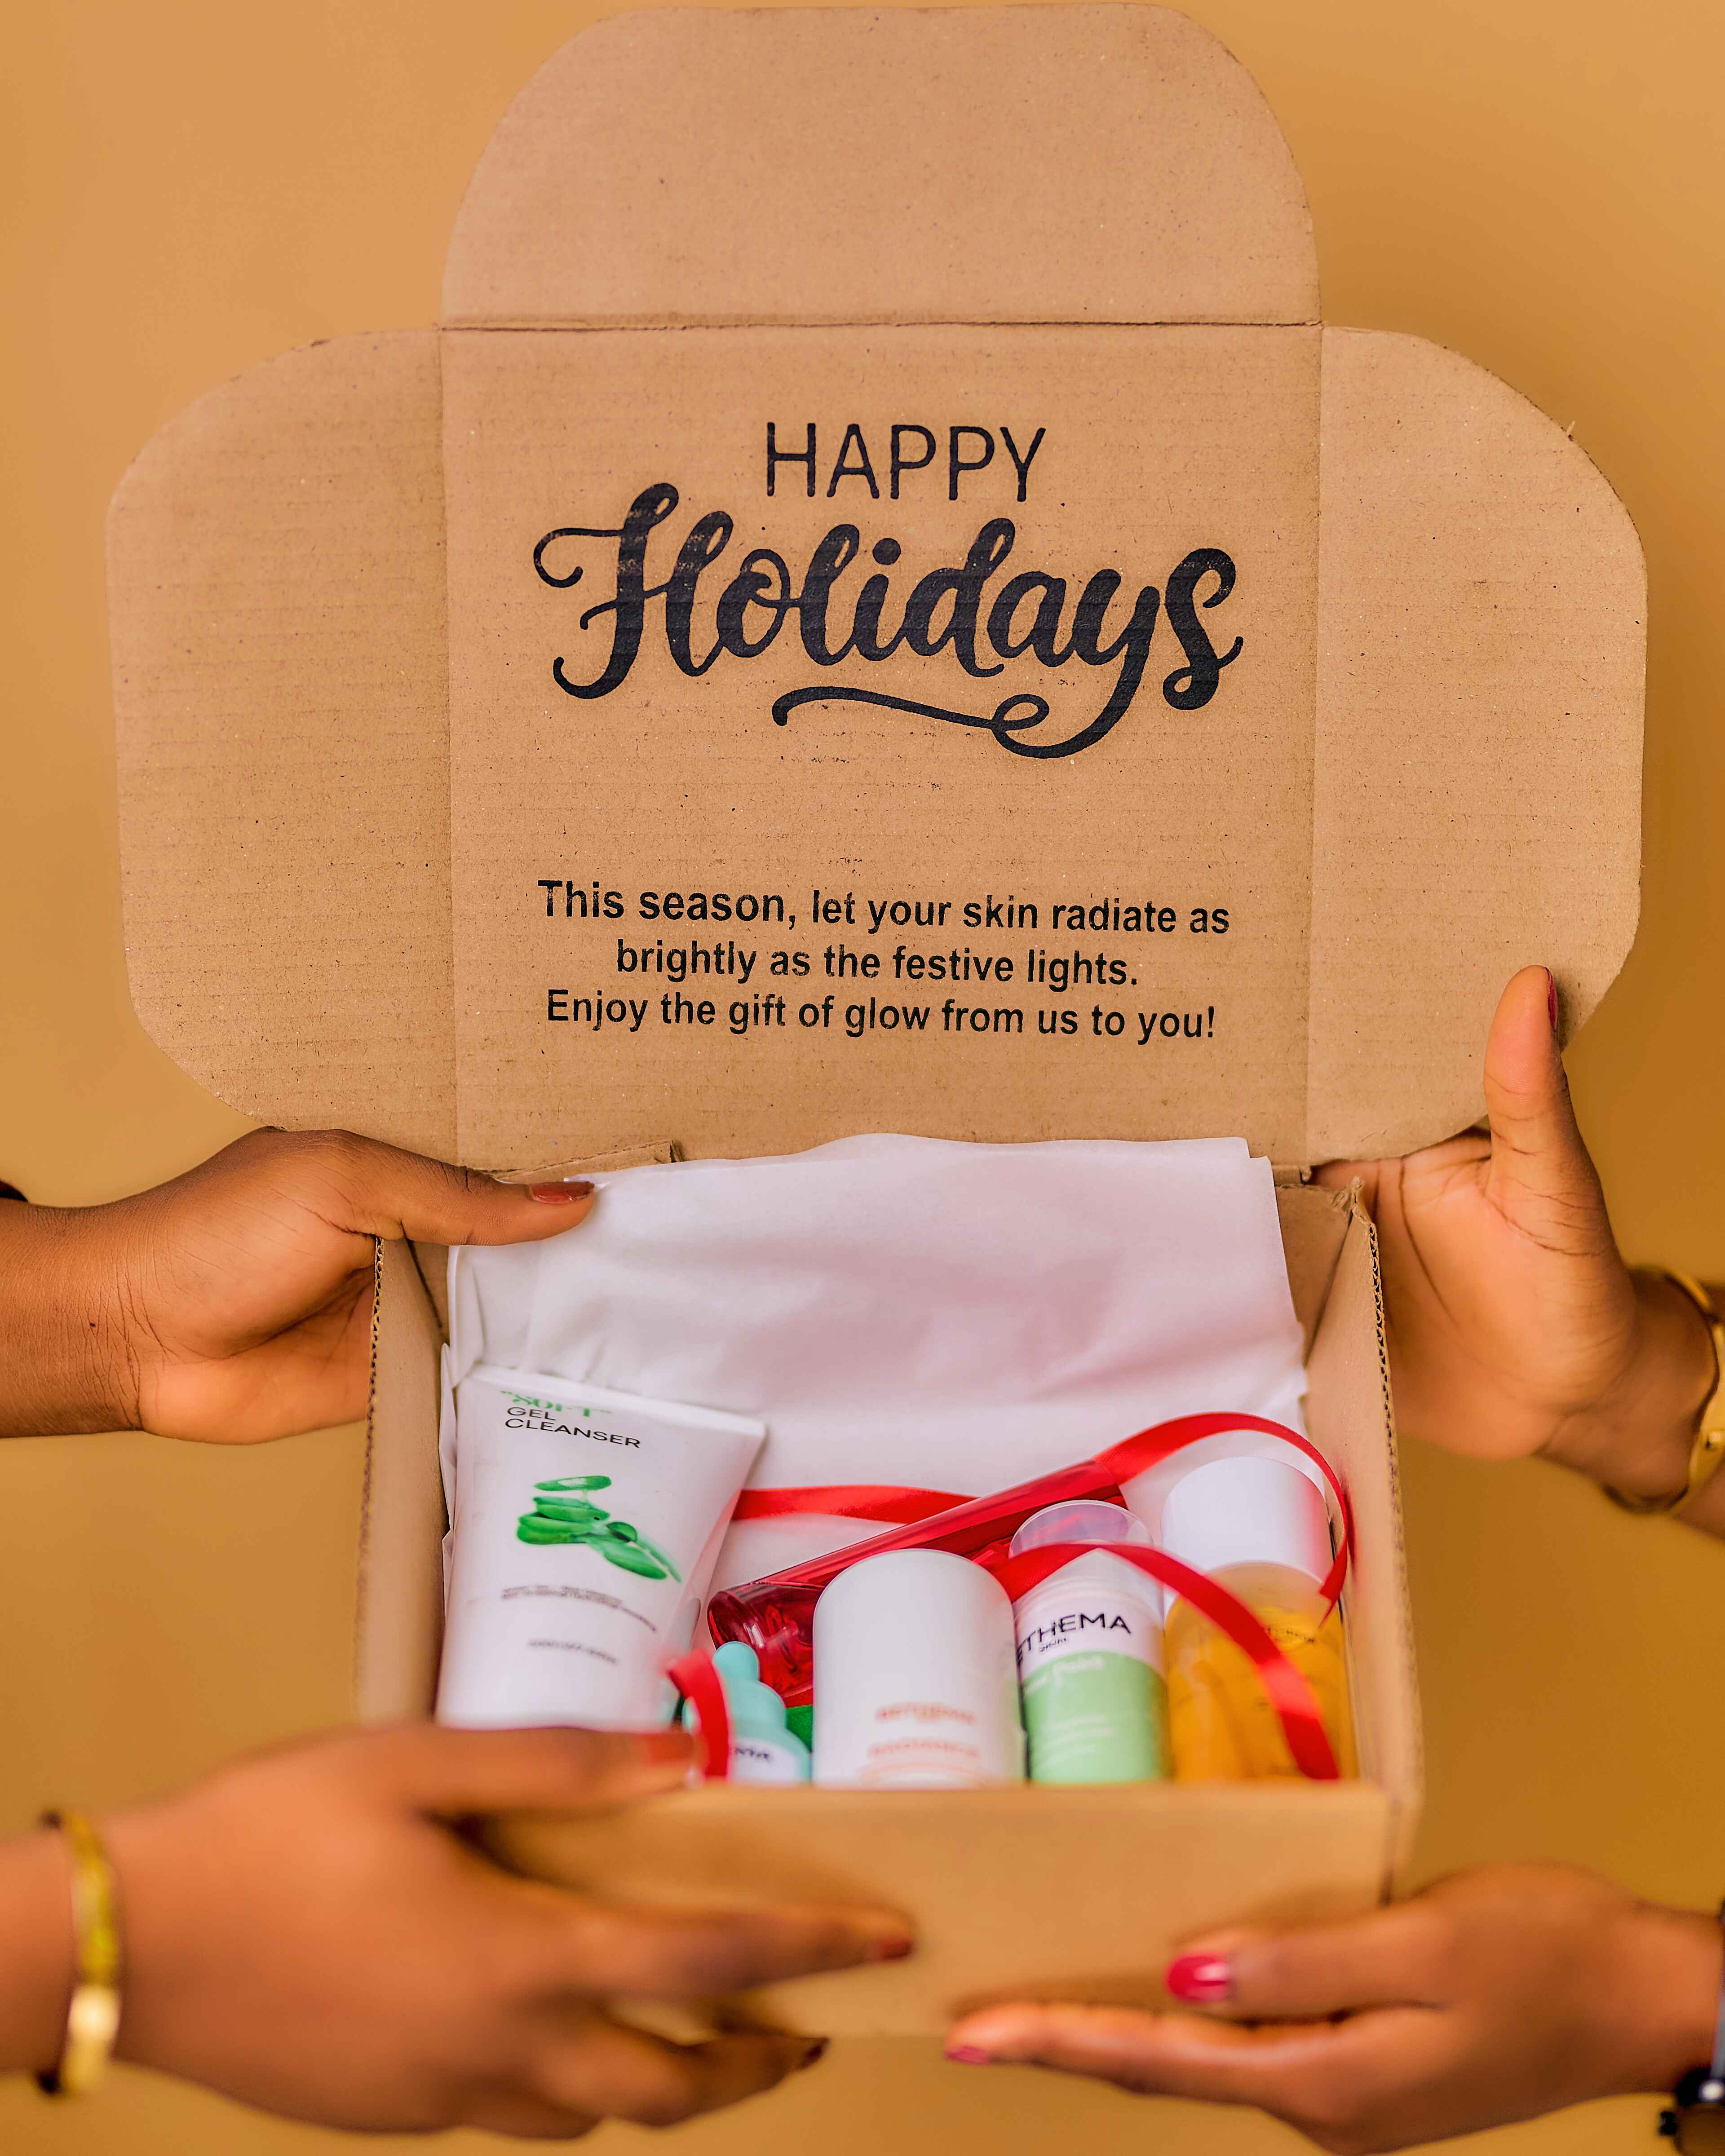 HAPPY
Holidays
This season, let your skin radiate as
brightly as the festive lights.
Enjoy the gift of glow from us to you!
"SOFT"
GEL
CLEANSER
THEMA